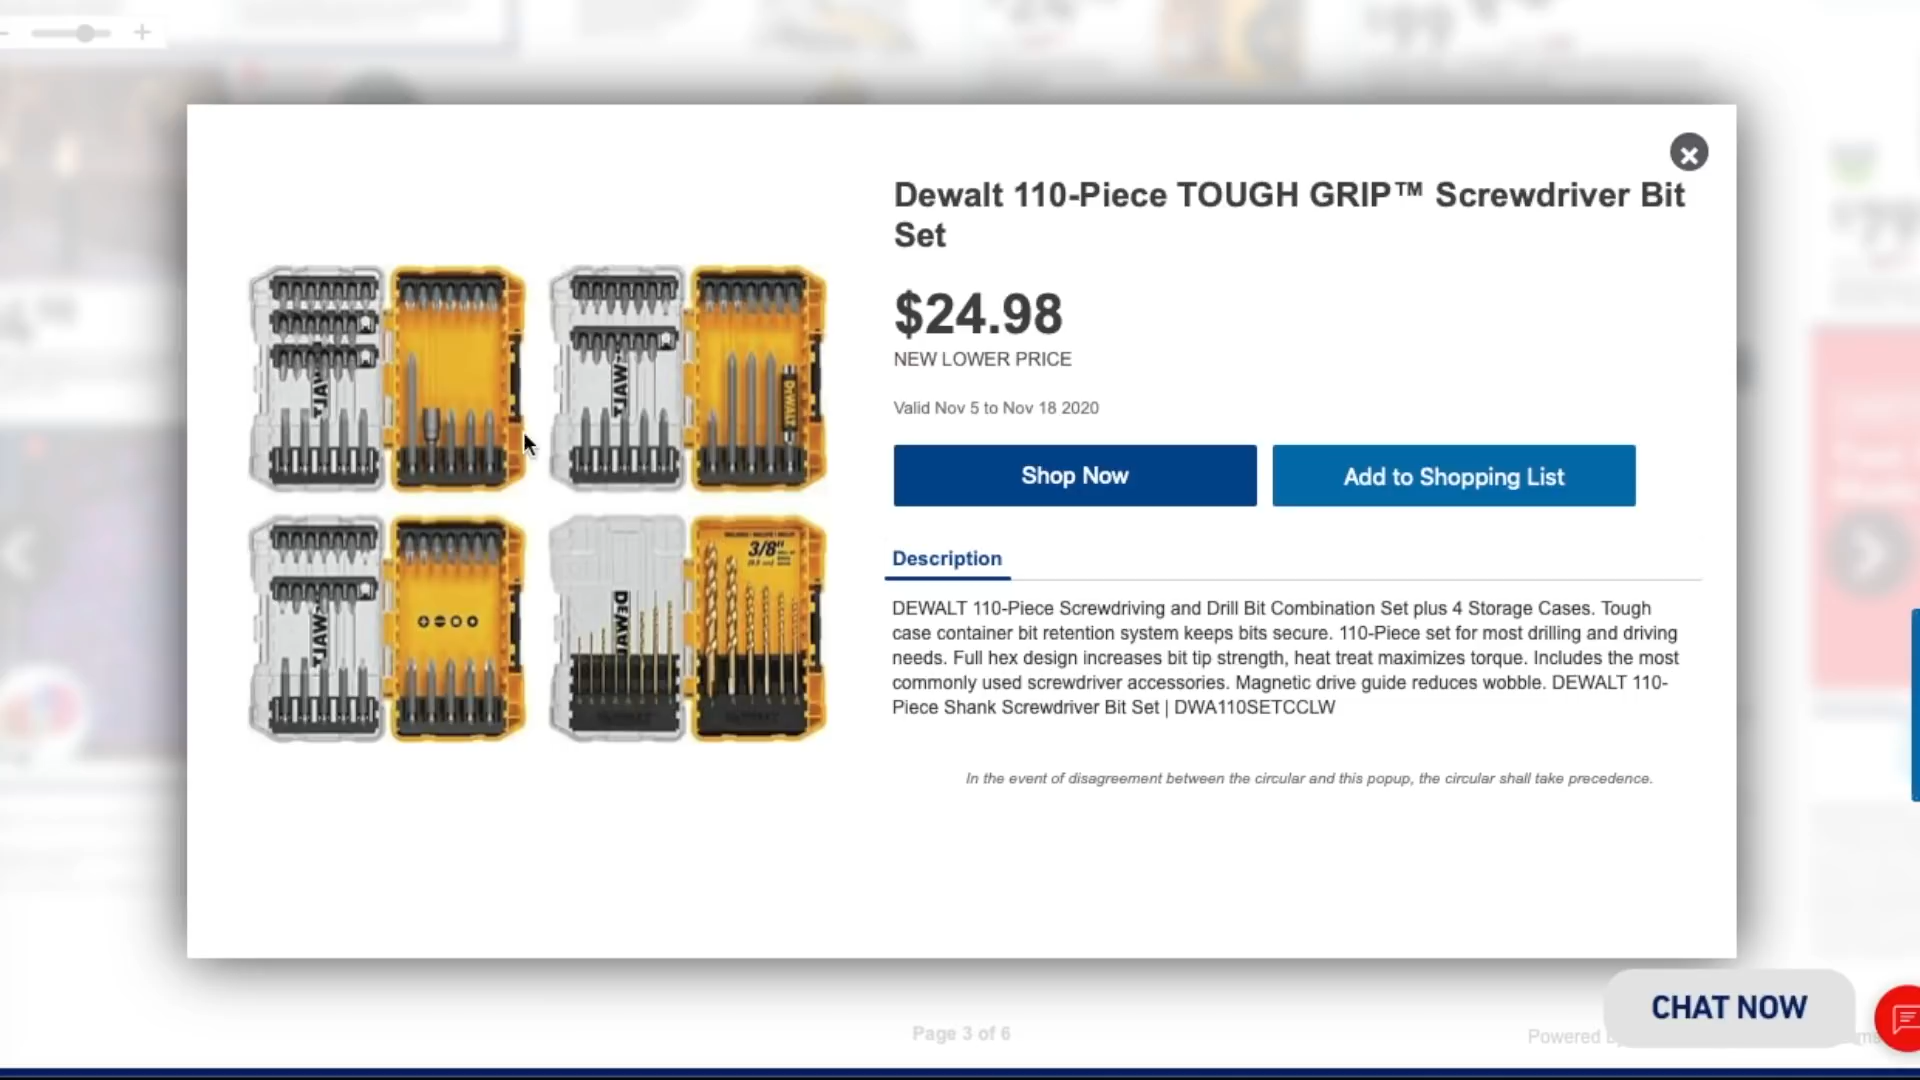 Dewalt 110-Piece TOUGH GRIP™ Screwdriver Bit
Set
$24.98
NEW LOWER PRICE
Valid Nov 5 to Nov 18 2020
Shop Now
Add to Shopping List
Description
DEWALT 110-Piece Screwdriving and Drill Bit Combination Set plus 4 Storage Cases. Tough
case container bit retention system keeps bits secure. 110-Piece set for most drilling and driving
needs. Full hex design increases bit tip strength, heat treat maximizes torque. Includes the most
commonly used screwdriver accessories. Magnetic drive guide reduces wobble. DEWALT 110-
Piece Shank Screwdriver Bit Set | DWA110SETCCLW
In the event of disagreement between the circular and this popup, the circular shall take precedence.
DEWALT
DEWALT
DEWALT
DEWALT
3/8"
DEWALT
CHAT NOW
Page 3 of 6
Powered